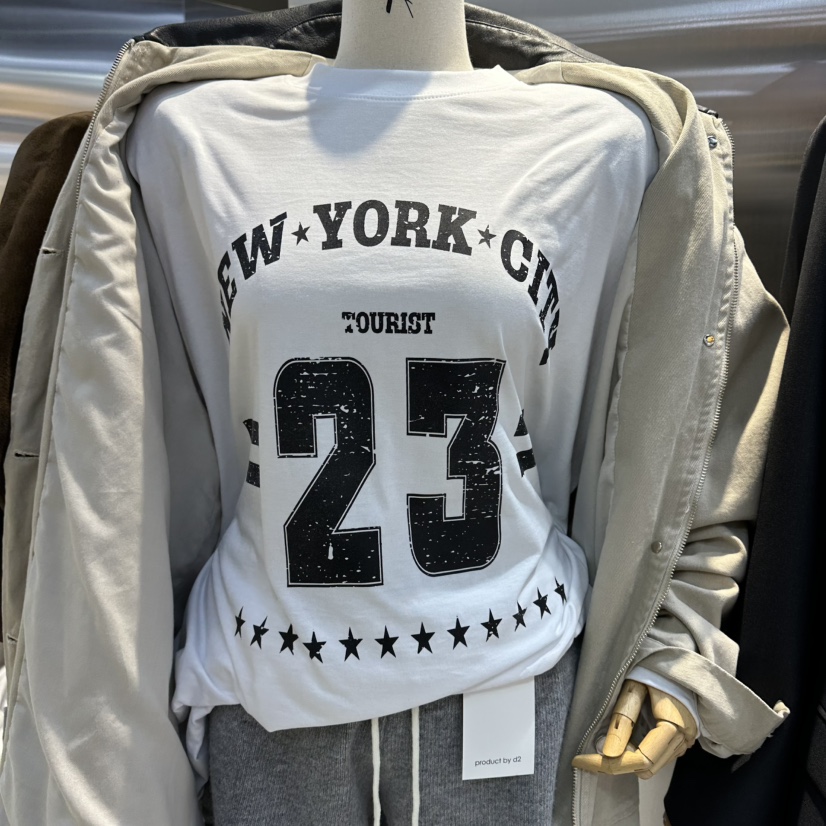 NEW ★ YORK ★ CITY
TOURIST
23
product by d2